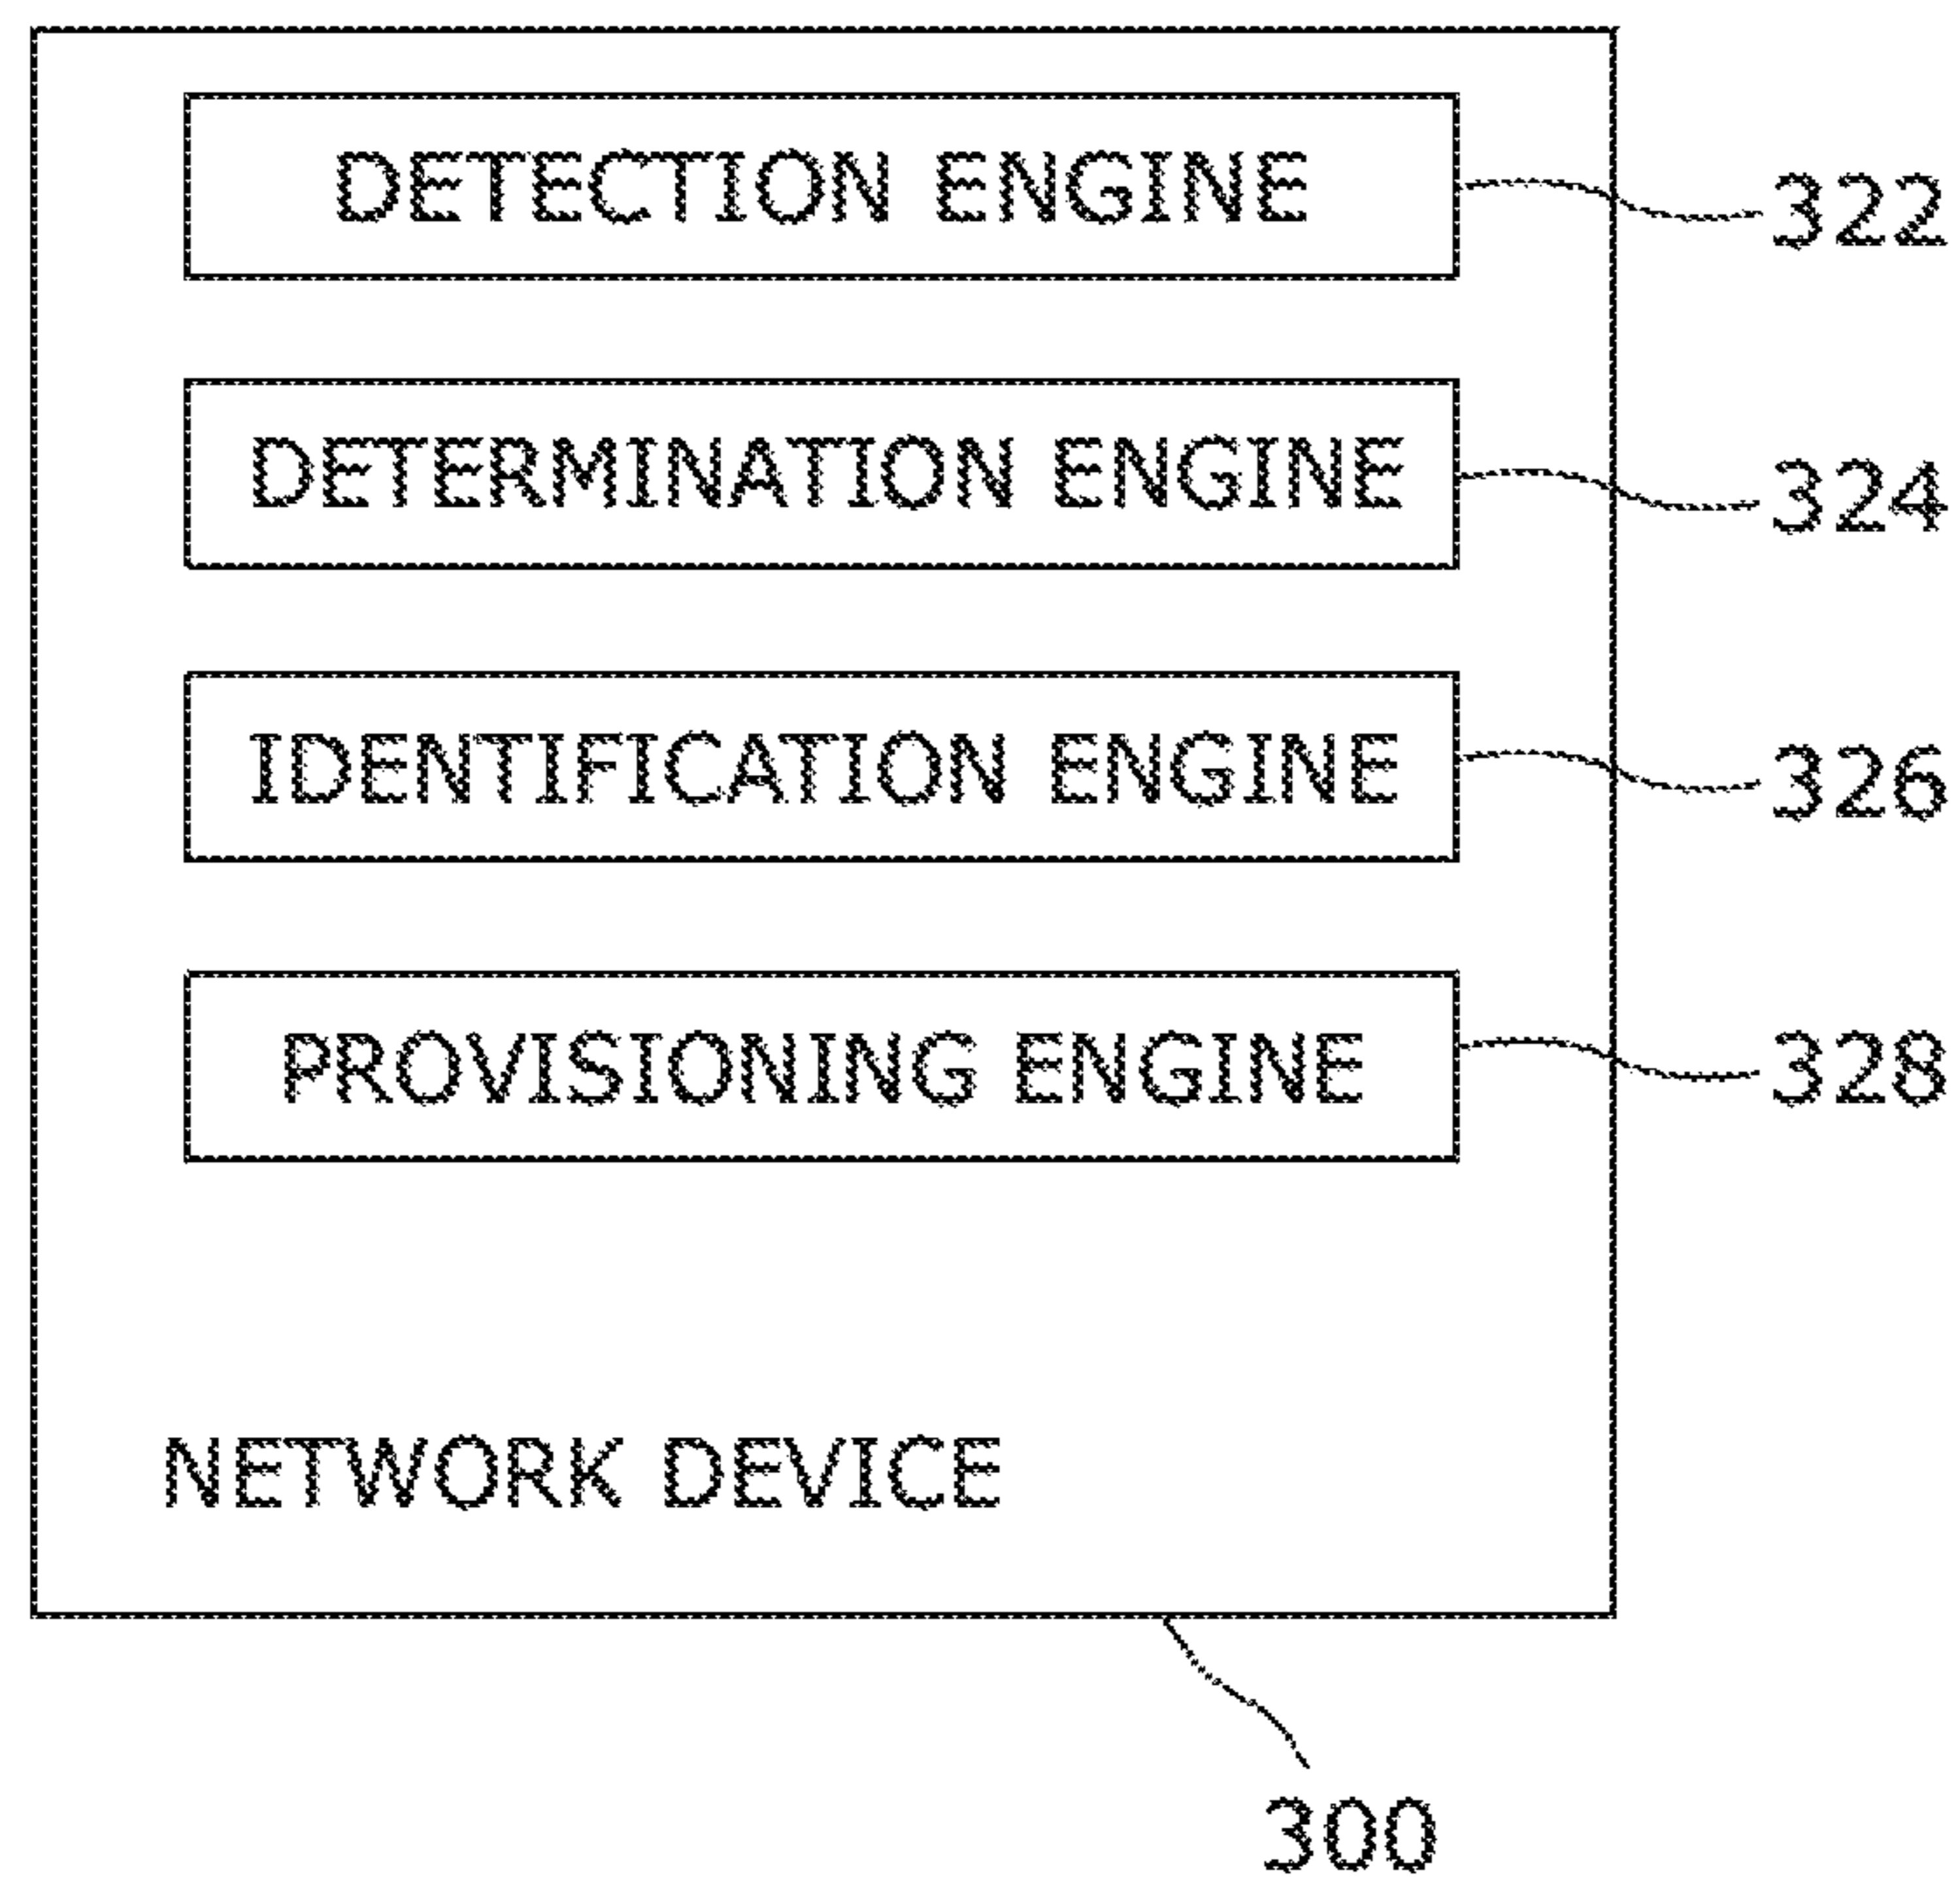 DETECTION ENGINE
322
DETERMINATION ENGINE
324
IDENTIFICATION ENGINE
326
PROVISIONING ENGINE
328
NETWORK DEVICE
300